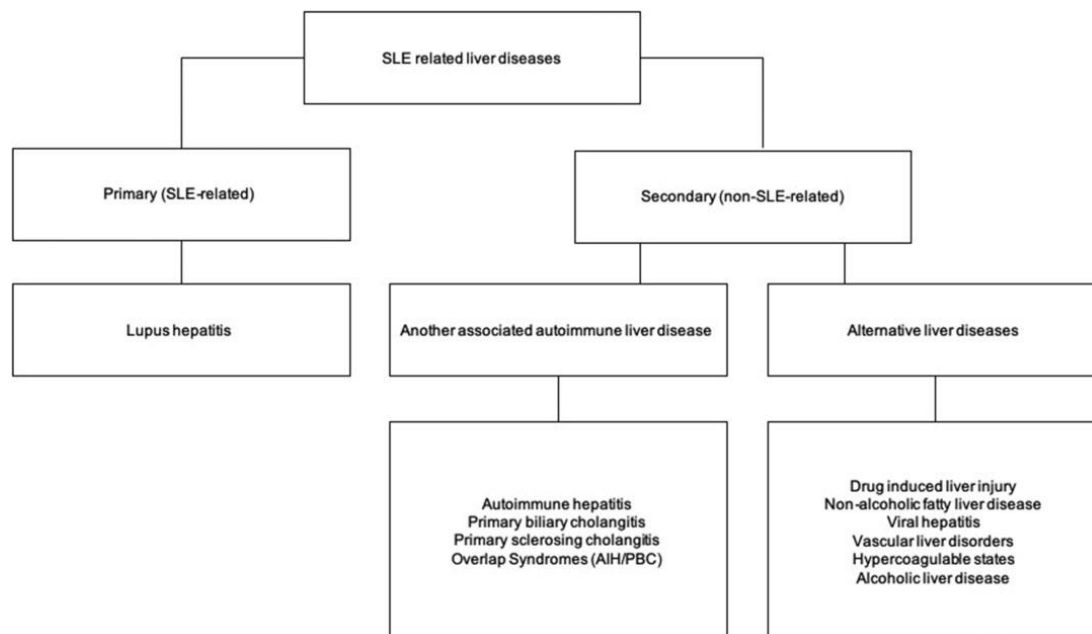 SLE related liver diseases
Primary (SLE-related)
Secondary (non-SLE-related)
Lupus hepatitis
Another associated autoimmune liver disease
Alternative liver diseases
Autoimmune hepatitis
Primary biliary cholangitis
Primary sclerosing cholangitis
Overlap Syndromes (AIH/PBC)
Drug induced liver injury
Non-alcoholic fatty liver disease
Viral hepatitis
Vascular liver disorders
Hypercoagulable states
Alcoholic liver disease